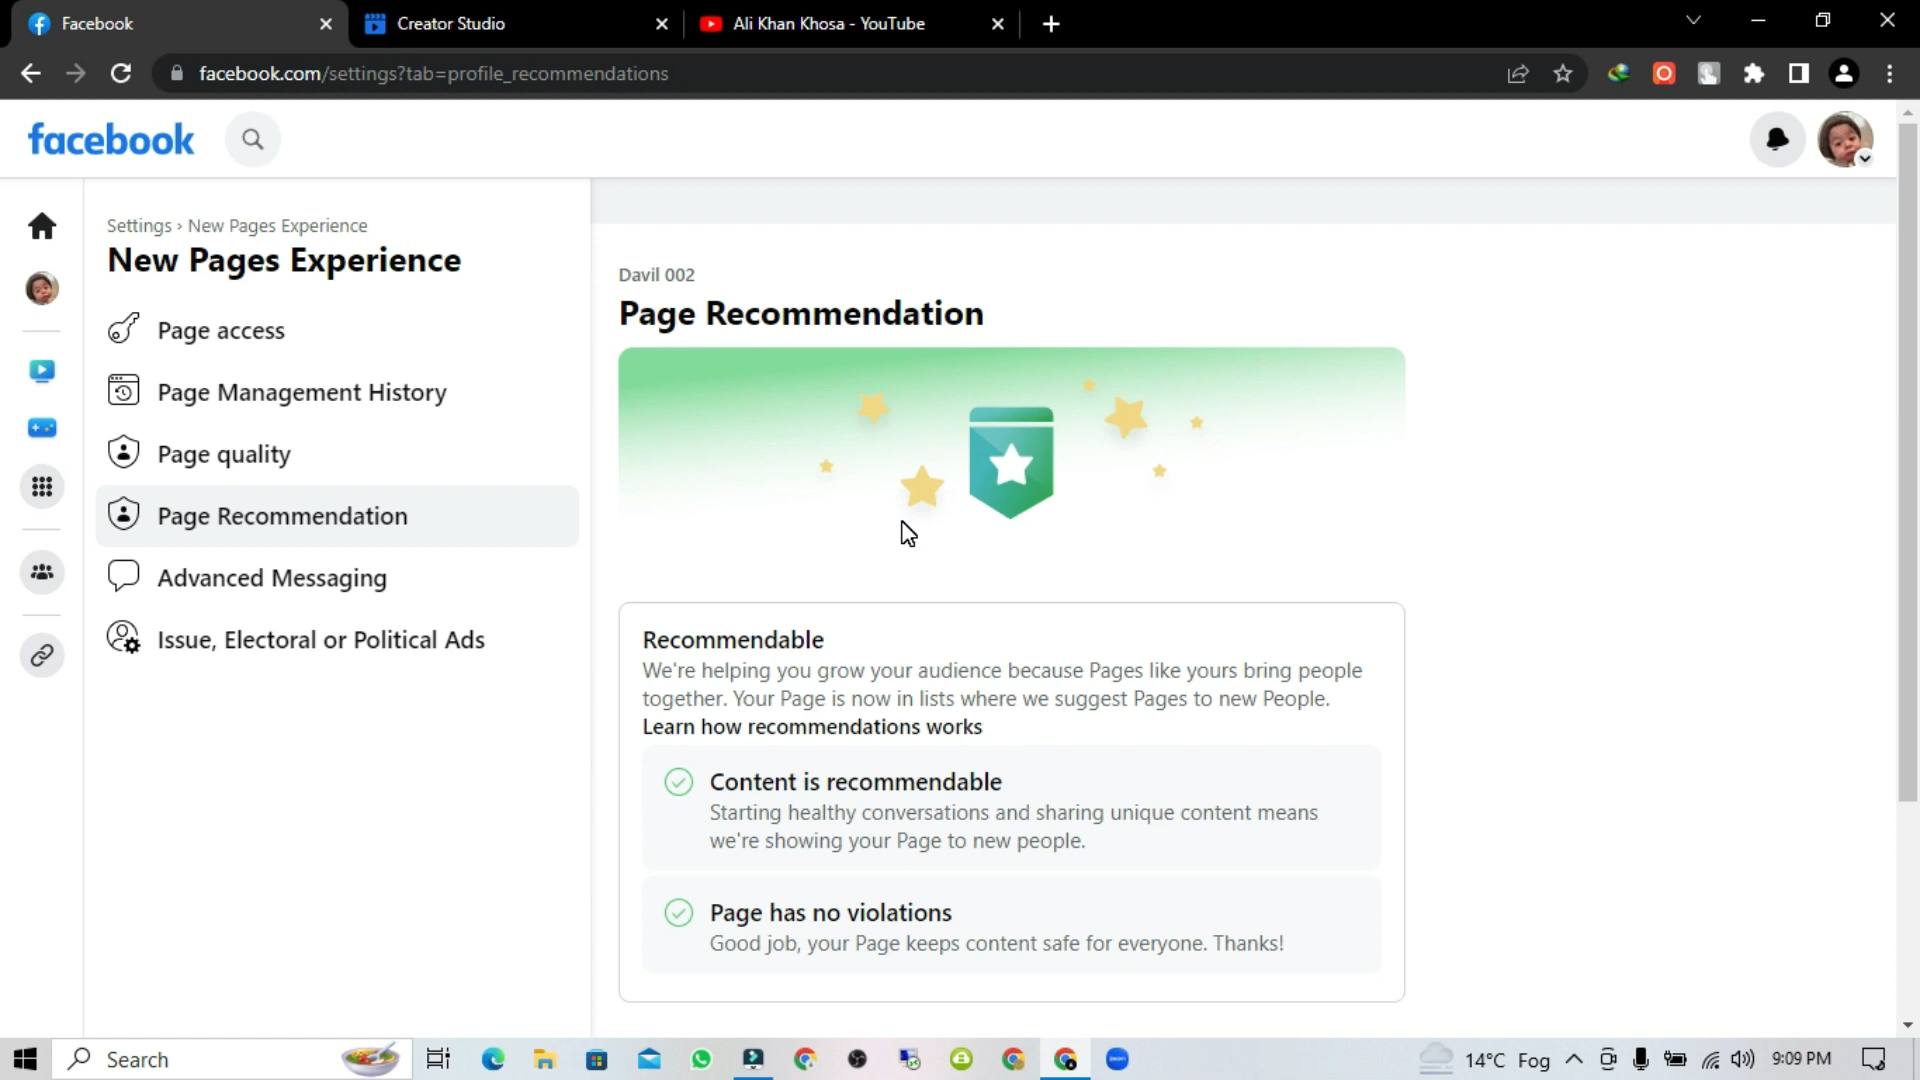 Facebook
Creator Studio
Ali Khan Khosa - YouTube
facebook.com/settings?tab=profile_recommendations
facebook
Settings › New Pages Experience
New Pages Experience
Page access
Page Management History
Page quality
Page Recommendation
Advanced Messaging
Issue, Electoral or Political Ads
Davil 002
Page Recommendation
Recommendable
We're helping you grow your audience because Pages like yours bring people
together. Your Page is now in lists where we suggest Pages to new People.
Learn how recommendations works
Content is recommendable
Starting healthy conversations and sharing unique content means
we're showing your Page to new people.
Page has no violations
Good job, your Page keeps content safe for everyone. Thanks!
Search
14°C Fog
9:09 PM